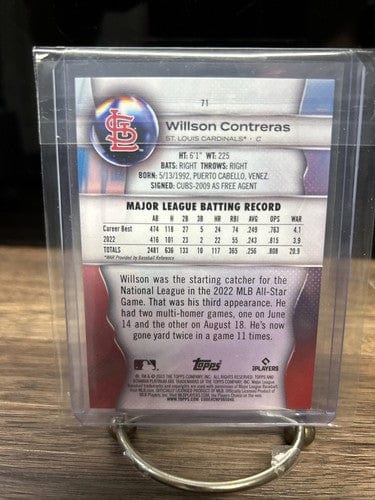 71
Willson Contreras
ST. LOUIS CARDINALS® • C
HT: 6'1" WT: 225
BATS: RIGHT THROWS: RIGHT
BORN: 5/13/1992, PUERTO CABELLO, VENEZ.
SIGNED: CUBS-2009 AS FREE AGENT
MAJOR LEAGUE BATTING RECORD
AB H 2B 3B HR RBI AVG OPS WAR
Career Best 474 118 27 5 24 74 .249 .763 4.1
2022 416 101 23 2 22 55 .243 .815 3.9
TOTALS 2481 636 133 10 117 365 .256 .808 20.9
*WAR Provided by Baseball Reference
Willson was the starting catcher for the
National League in the 2022 MLB All-Star
Game. That was his third appearance. He
had two multi-homer games, one on June
14 and the other on August 18. He's now
gone yard twice in a game 11 times.
Topps
PLAYERS